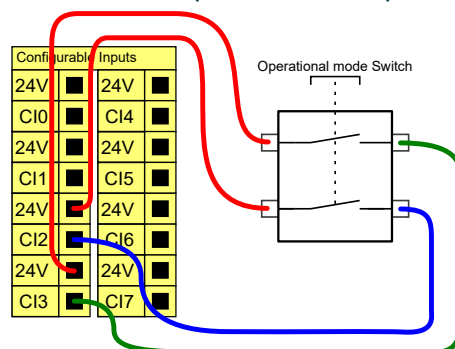 Configurable Inputs
Operational mode Switch
24V 24V
CI0 CI4
24V 24V
CI1 CI5
24V 24V
CI2 CI6
24V 24V
CI3 CI7